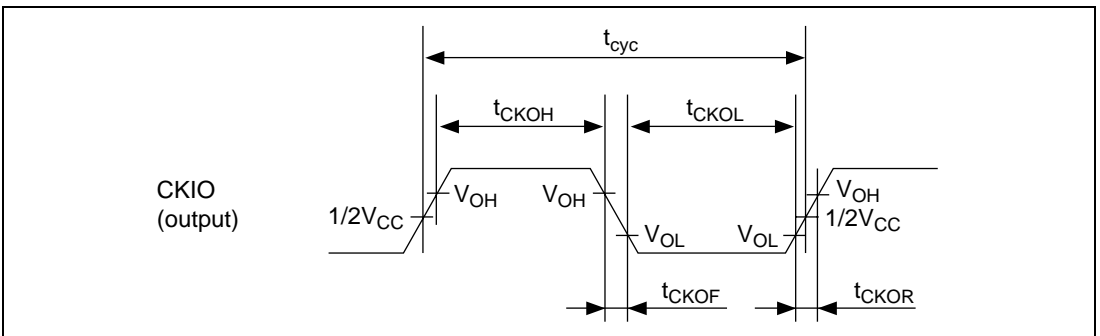 tcyc
tCKOH tCKOL
CKIO
(output)
1/2VCC VOH VOH VOL VOL VOH
1/2VCC
tCKOF tCKOR